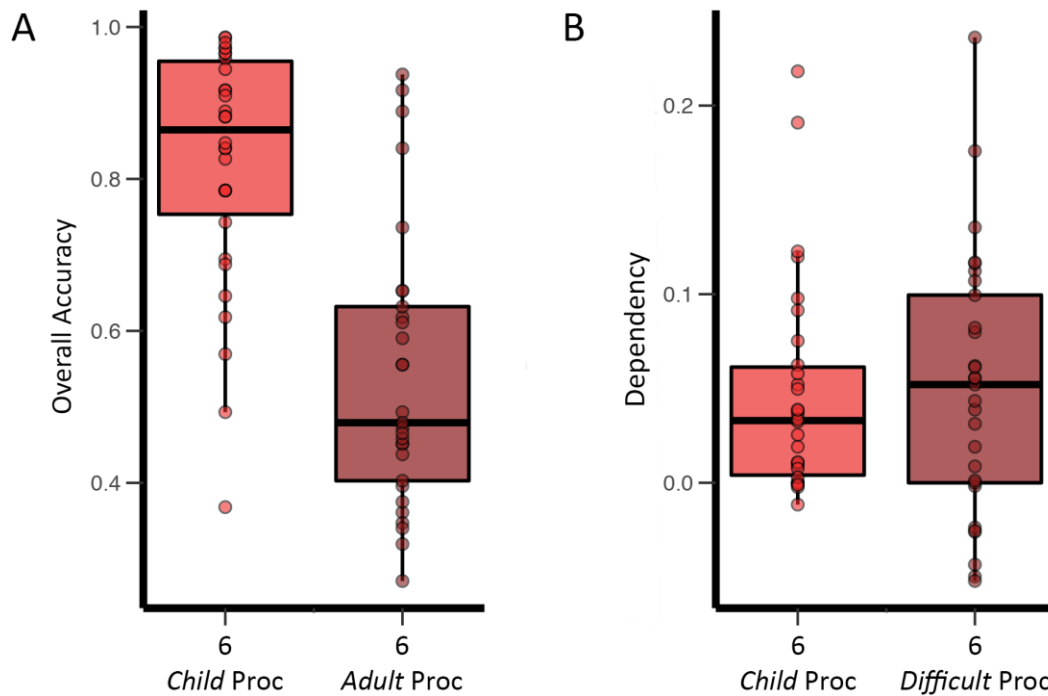 A
Overall Accuracy
1.0
0.8
0.6
0.4
6
Child Proc
6
Adult Proc
B
Dependency
0.2
0.1
0.0
6
Child Proc
6
Difficult Proc